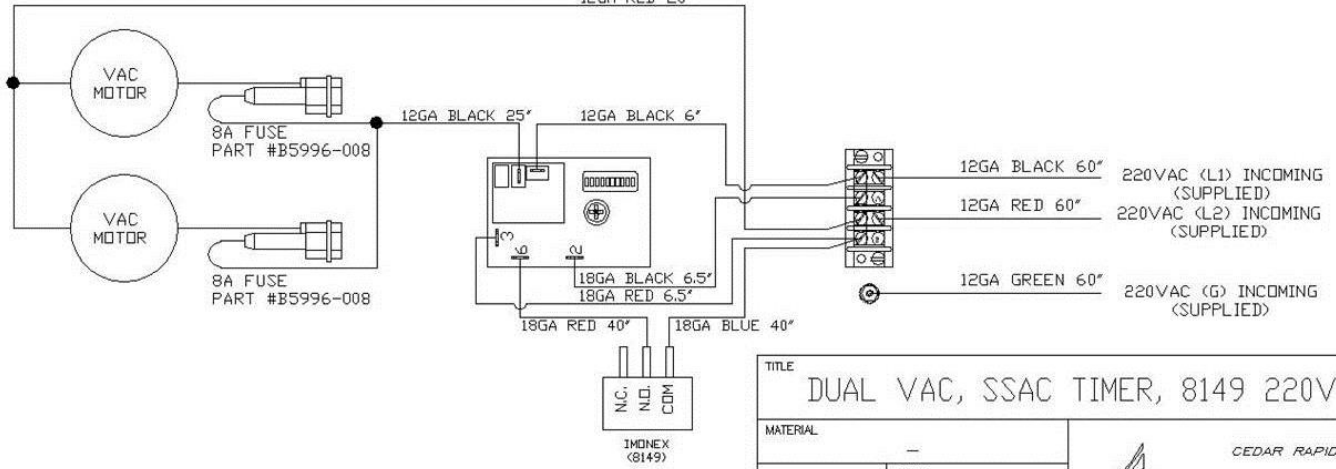 VAC
MOTOR
8A FUSE
PART #B5996-008
VAC
MOTOR
8A FUSE
PART #B5996-008
12GA BLACK 25"
12GA BLACK 6"
3
6
2
18GA BLACK 6.5"
18GA RED 6.5"
18GA RED 40"
18GA BLUE 40"
N.C.
N.O.
COM
IMONEX
(8149)
12GA BLACK 60"
220VAC (L1) INCOMING
(SUPPLIED)
12GA RED 60"
220VAC (L2) INCOMING
(SUPPLIED)
12GA GREEN 60"
220VAC (G) INCOMING
(SUPPLIED)
TITLE
DUAL VAC, SSAC TIMER, 8149 220V
MATERIAL
-
CEDAR RAPID